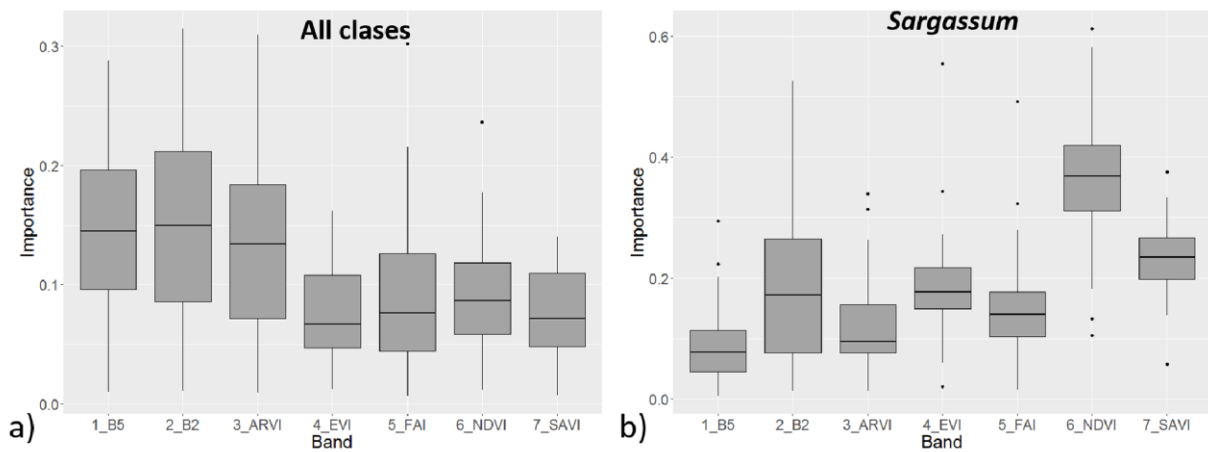 All clases
Importance
0.3
0.2
0.1
0.0
1_B5 2_B2 3_ARVI 4_EVI 5_FAI 6_NDVI 7_SAVI
Band
a)
Sargassum
Importance
0.6
0.4
0.2
0.0
1_B5 2_B2 3_ARVI 4_EVI 5_FAI 6_NDVI 7_SAVI
Band
b)